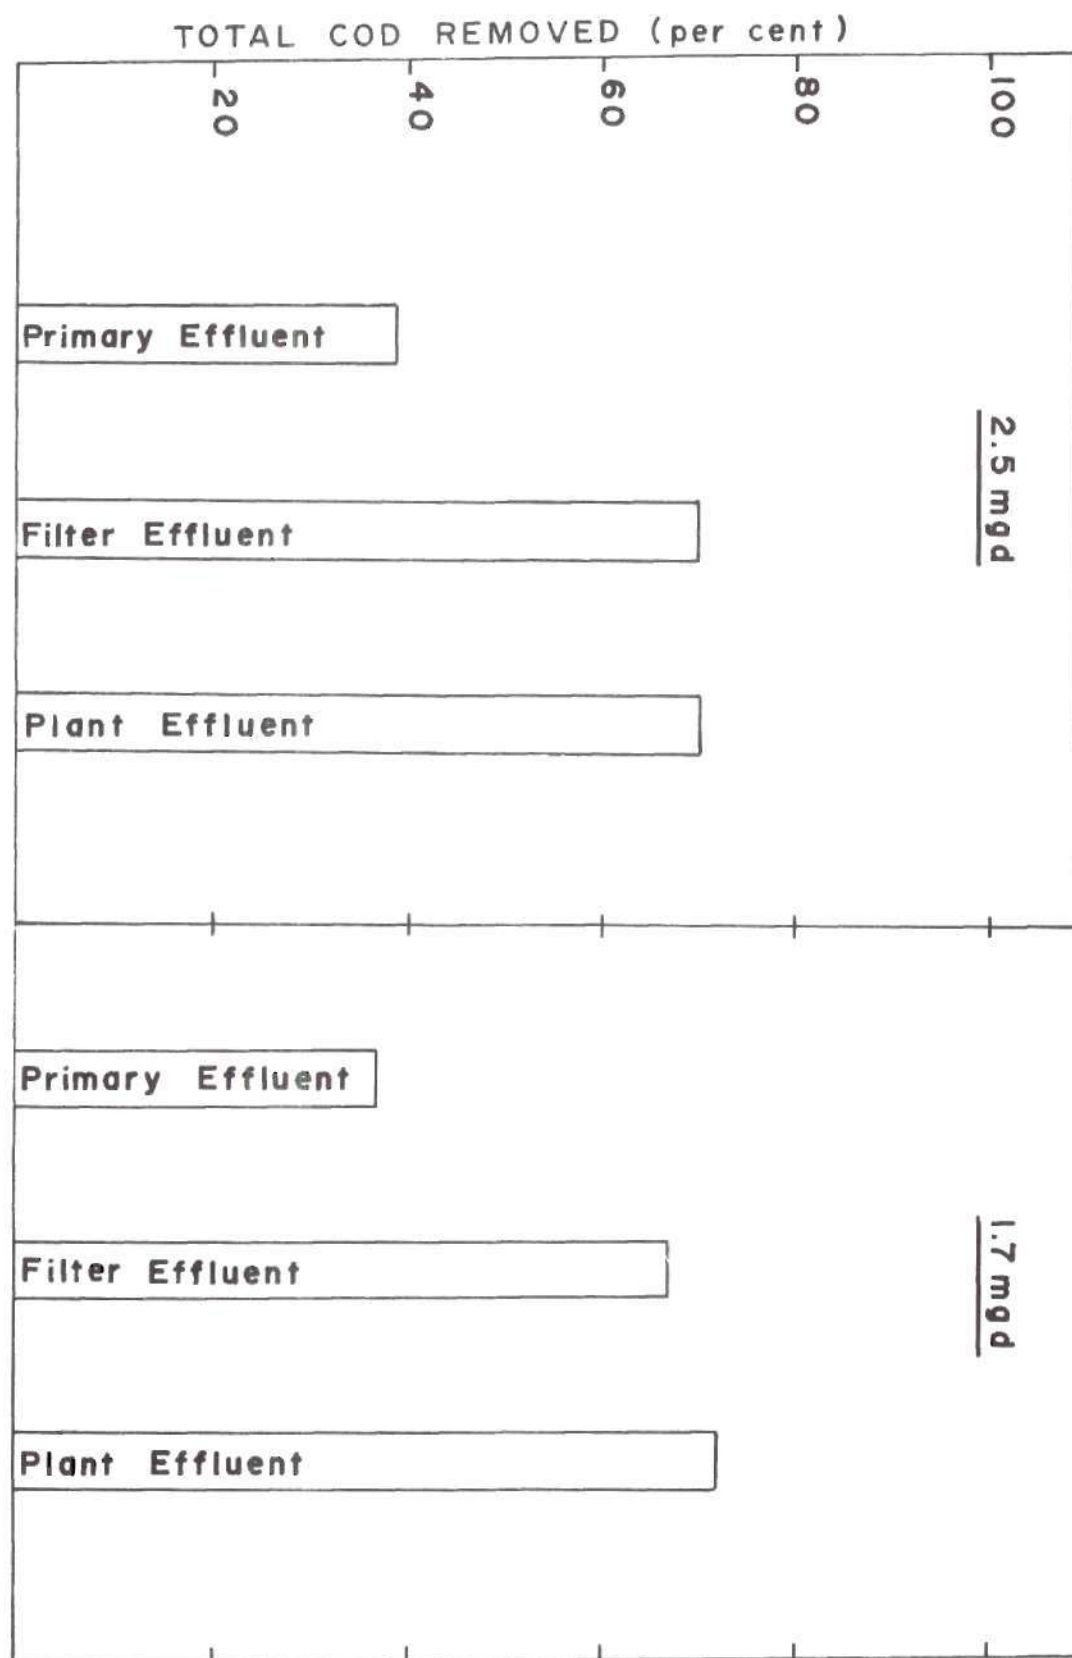 TOTAL COD REMOVED (per cent)
20
40
60
80
100
Primary Effluent
2.5 mgd
Filter Effluent
Plant Effluent
Primary Effluent
1.7 mgd
Filter Effluent
Plant Effluent